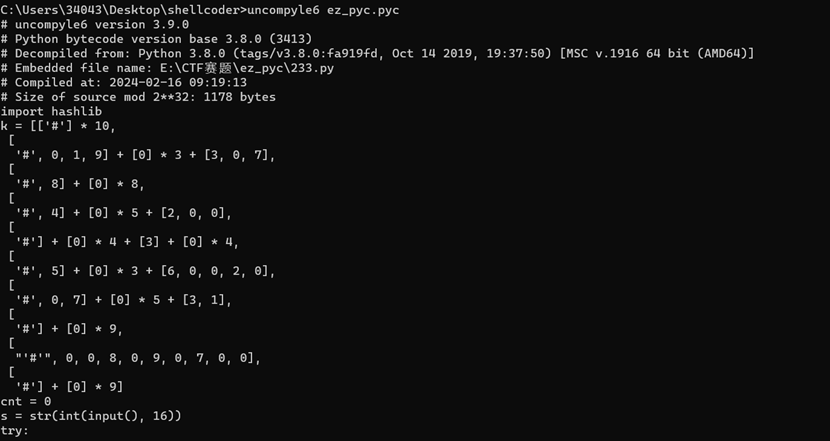 C:\Users\34043\Desktop\shellcoder>uncompyle6 ez_pyc.pyc
# uncompyle6 version 3.9.0
# Python bytecode version base 3.8.0 (3413)
# Decompiled from: Python 3.8.0 (tags/v3.8.0:fa919fd, Oct 14 2019, 19:37:50) [MSC v.1916 64 bit (AMD64)]
# Embedded file name: E:\CTF赛题\ez_pyc\233.py
# Compiled at: 2024-02-16 09:19:13
# Size of source mod 2**32: 1178 bytes
import hashlib
k = [['#'] * 10,
 [
  '#', 0, 1, 9] + [0] * 3 + [3, 0, 7],
 [
  '#', 8] + [0] * 8,
 [
  '#', 4] + [0] * 5 + [2, 0, 0],
 [
  '#'] + [0] * 4 + [3] + [0] * 4,
 [
  '#', 5] + [0] * 3 + [6, 0, 0, 2, 0],
 [
  '#', 0, 7] + [0] * 5 + [3, 1],
 [
  '#'] + [0] * 9,
 [
  "'#'", 0, 0, 8, 0, 9, 0, 7, 0, 0],
 [
  '#'] + [0] * 9]
cnt = 0
s = str(int(input(), 16))
try: